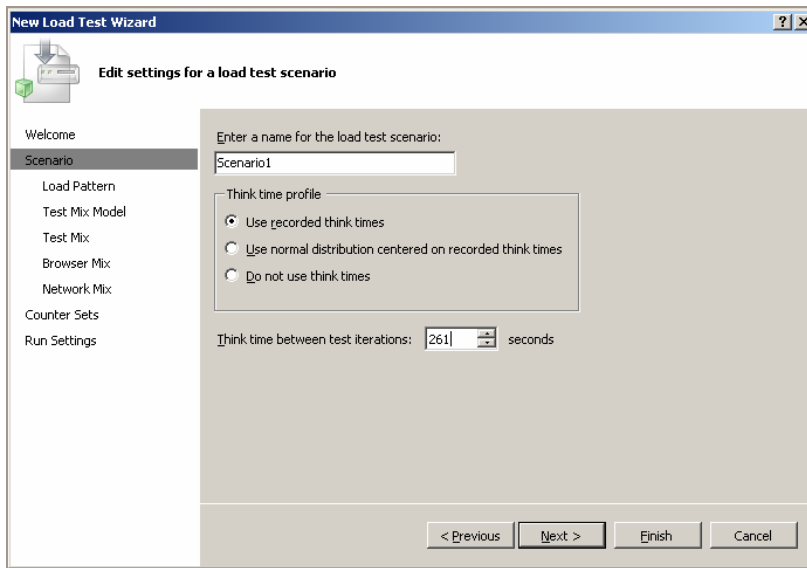 New Load Test Wizard
Edit settings for a load test scenario
Welcome
Scenario
Load Pattern
Test Mix Model
Test Mix
Browser Mix
Network Mix
Counter Sets
Run Settings
Enter a name for the load test scenario:
Scenario1
Think time profile
Use recorded think times
Use normal distribution centered on recorded think times
Do not use think times
Think time between test iterations: 261 seconds
< Previous Next > Finish Cancel